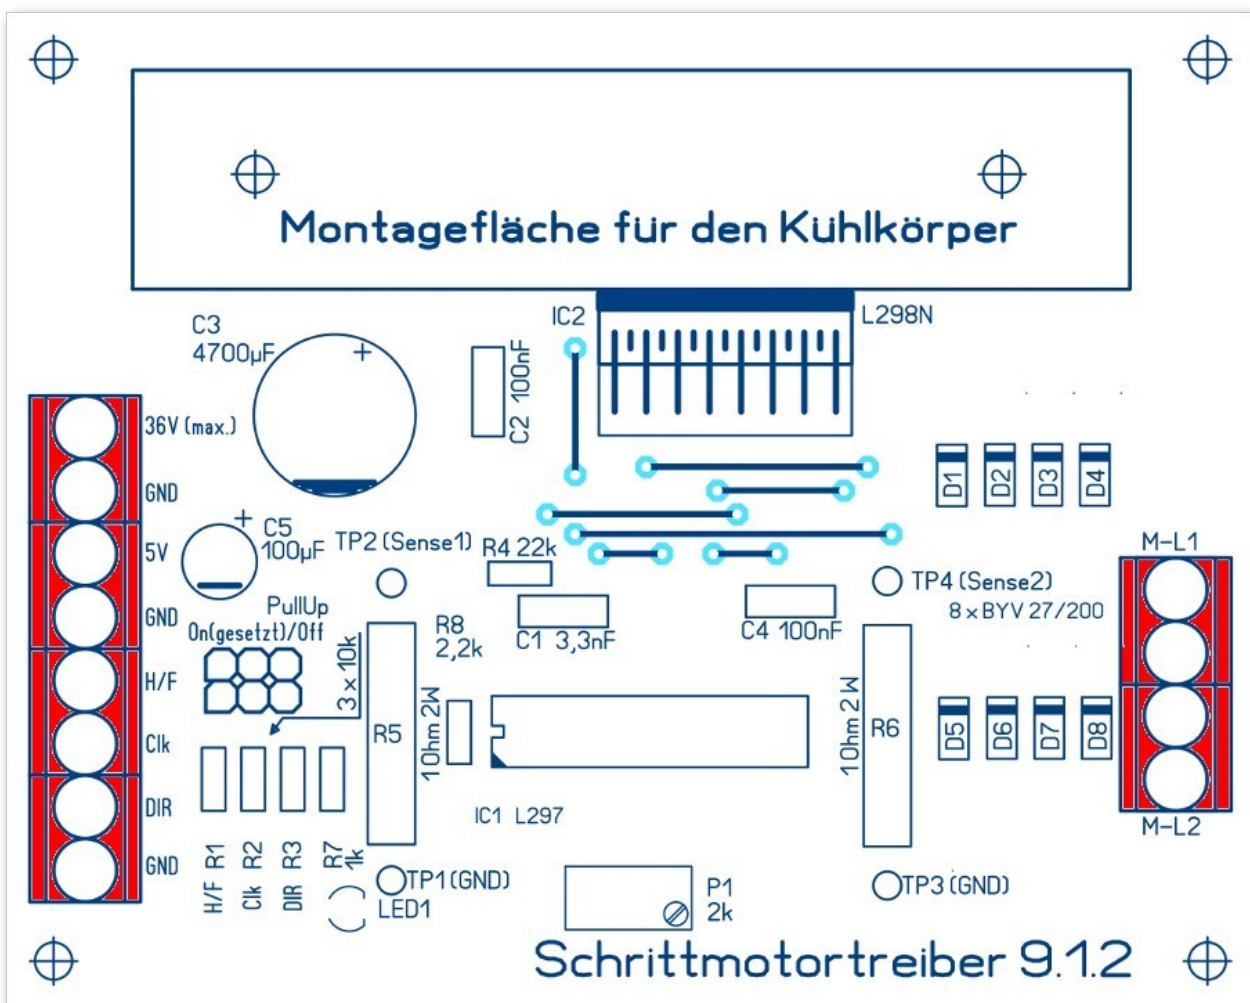 Montagefläche für den Kühlkörper
C3
4700µF
IC2
L298N
C2 100nF
36V (max.)
GND
5V
GND
H/F
Clk
DIR
GND
C5
100µF
TP2 (Sense1)
R4 22k
C1 3,3nF
C4 100nF
TP4 (Sense2)
8 x BYV 27/200
D1
D2
D3
D4
M-L1
PullUp
On(gesetzt)/Off
3 x 10k
R8
2,2k
R5
1Ohm 2W
1Ohm 2W
R6
D5
D6
D7
D8
M-L2
IC1 L297
H/F R1
Clk R2
DIR R3
R7
1k
TP1 (GND)
LED1
P1
2k
TP3 (GND)
Schrittmotortreiber 9.1.2